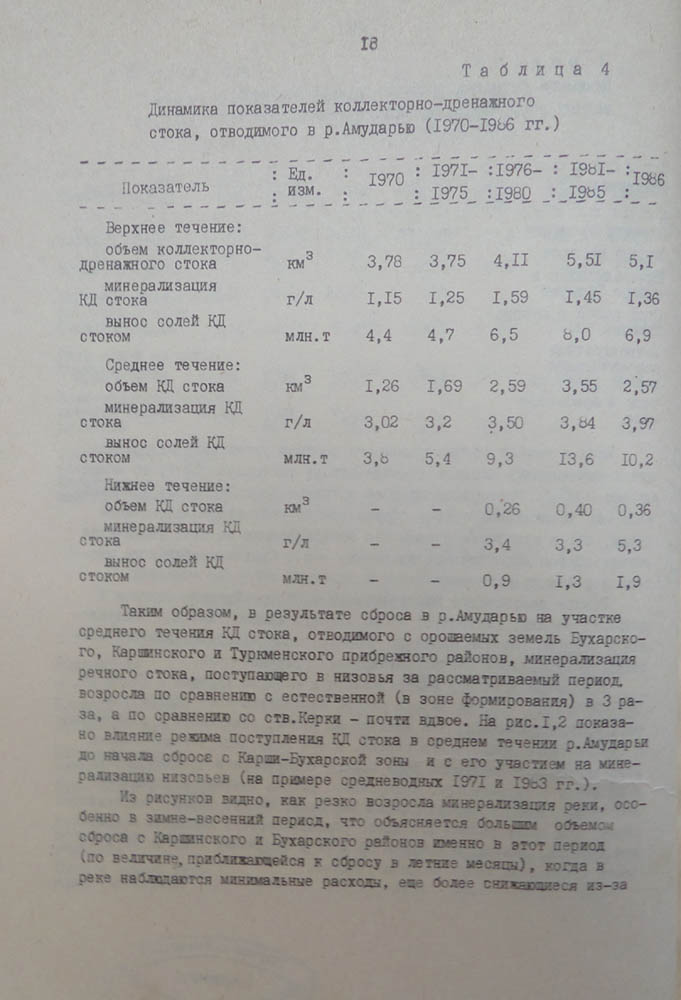 18
Таблица 4
Динамика показателей коллекторно-дренажного
стока, отводимого в р.Амударью (1970-1986 гг.)
Показатель : Ед. изм. : 1970 : 1971-1975 : 1976-1980 : 1981-1985 : 1986
Верхнее течение:
объем коллекторно-
дренажного стока км³ 3,78 3,75 4,11 5,51 5,1
минерализация
КД стока г/л 1,15 1,25 1,59 1,45 1,36
вынос солей КД
стоком млн.т 4,4 4,7 6,5 8,0 6,9
Среднее течение:
объем КД стока км³ 1,26 1,69 2,59 3,55 2,57
минерализация КД
стока г/л 3,02 3,2 3,50 3,84 3,97
вынос солей КД
стоком млн.т 3,8 5,4 9,3 13,6 10,2
Нижнее течение:
объем КД стока км³ - - 0,26 0,40 0,36
минерализация КД
стока г/л - - 3,4 3,3 5,3
вынос солей КД
стоком млн.т - - 0,9 1,3 1,9
Таким образом, в результате сброса в р.Амударью на участке
среднего течения КД стока, отводимого с орошаемых земель Бухарско-
го, Каршинского и Туркменского прибрежного районов, минерализация
речного стока, поступающего в низовья за рассматриваемый период,
возросла по сравнению с естественной (в зоне формирования) в 3 ра-
за, а по сравнению со ств.Керки - почти вдвое. На рис.1,2 показа-
но влияние режима поступления КД стока в среднем течении р.Амударьи
до начала сброса с Карши-Бухарской зоны и с его участием на мине-
рализацию низовьев (на примере средневодных 1971 и 1983 гг.).
Из рисунков видно, как резко возросла минерализация реки, осо-
бенно в зимне-весенний период, что объясняется большим объемом
сброса с Каршинского и Бухарского районов именно в этот период
(по величине, приближающейся к сбросу в летние месяцы), когда в
реке наблюдаются минимальные расходы, еще более снижающиеся из-за